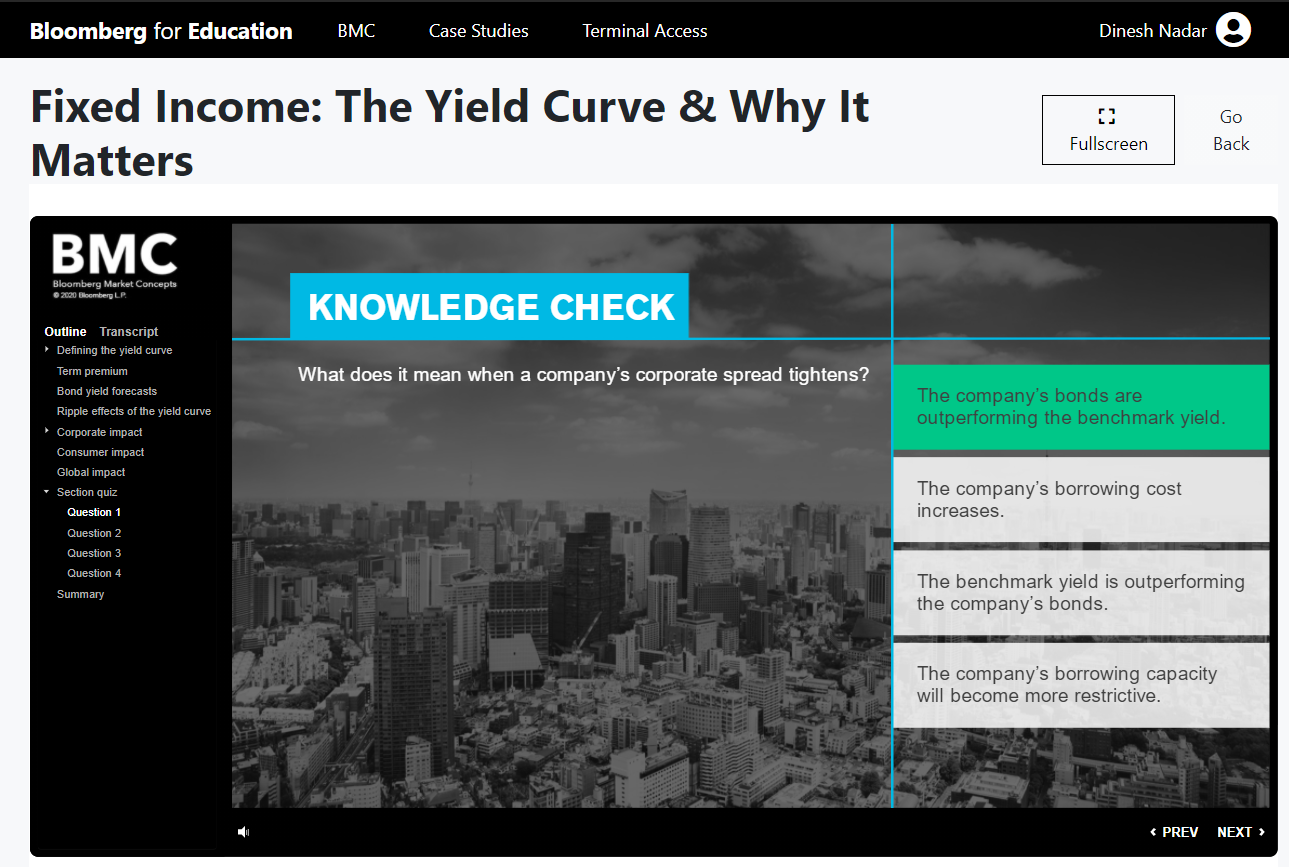 Bloomberg for Education
BMC
Case Studies
Terminal Access
Dinesh Nadar
Fixed Income: The Yield Curve & Why It
Matters
Fullscreen
Go
Back
BMC
Bloomberg Market Concepts
© 2020 Bloomberg L.P.
Outline
Transcript
Defining the yield curve
Term premium
Bond yield forecasts
Ripple effects of the yield curve
Corporate impact
Consumer impact
Global impact
Section quiz
Question 1
Question 2
Question 3
Question 4
Summary
KNOWLEDGE CHECK
What does it mean when a company’s corporate spread tightens?
The company’s bonds are
outperforming the benchmark yield.
The company’s borrowing cost
increases.
The benchmark yield is outperforming
the company’s bonds.
The company’s borrowing capacity
will become more restrictive.
PREV
NEXT